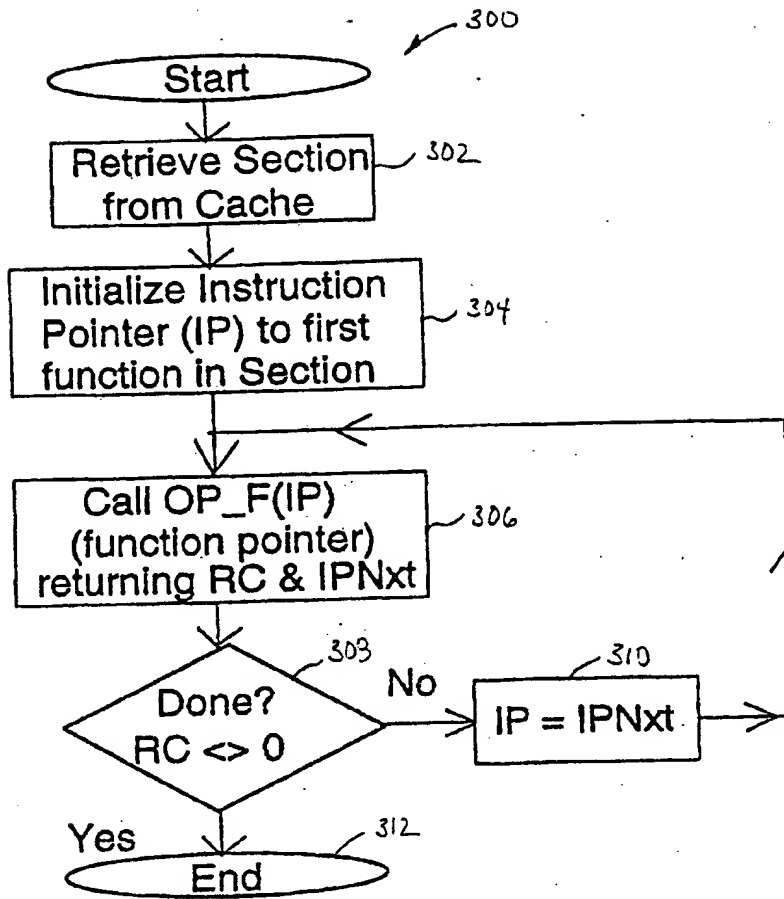 300
Start
Retrieve Section
from Cache
302
Initialize Instruction
Pointer (IP) to first
function in Section
304
Call OP_F(IP)
(function pointer)
returning RC & IPNxt
306
303
Done?
RC <> 0
No
310
IP = IPNxt
Yes
312
End